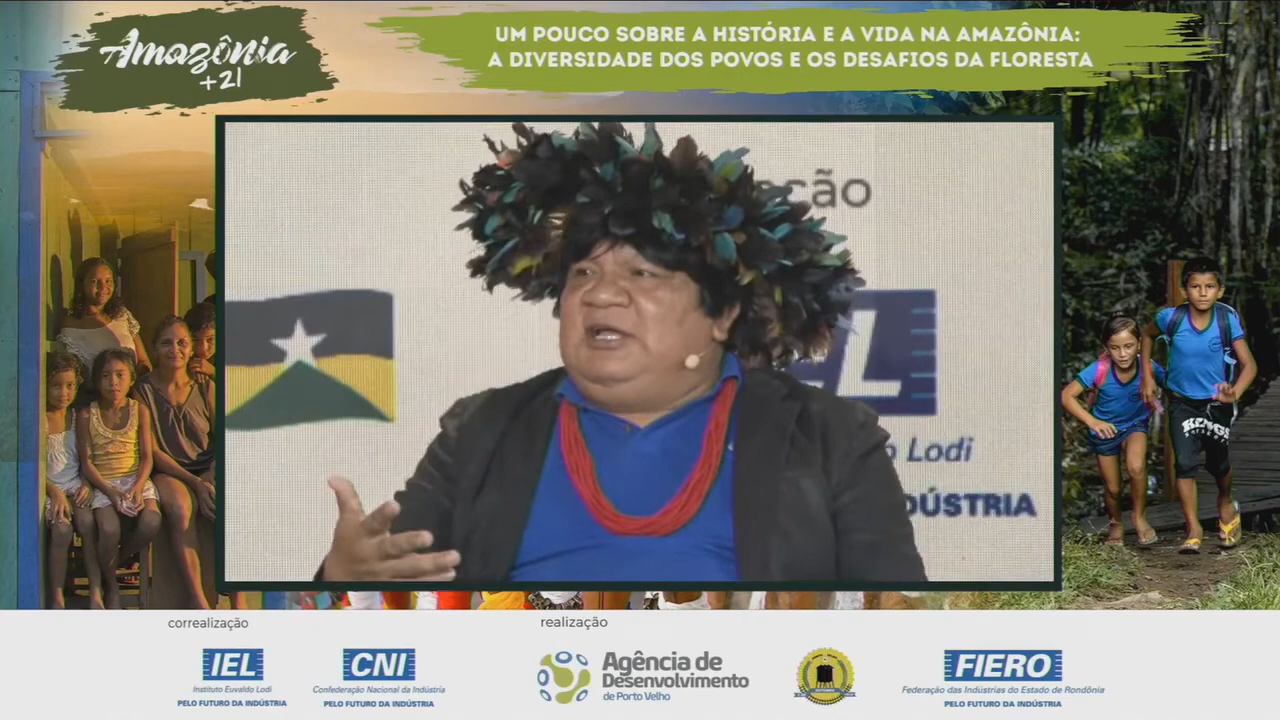 Amazônia
+21
UM POUCO SOBRE A HISTÓRIA E A VIDA NA AMAZÔNIA:
A DIVERSIDADE DOS POVOS E OS DESAFIOS DA FLORESTA
Lodi
KINGS
correalização
realização
IEL
Instituto Euvaldo Lodi
PELO FUTURO DA INDÚSTRIA
CNI
Confederação Nacional da Indústria
PELO FUTURO DA INDÚSTRIA
Agência de
Desenvolvimento
de Porto Velho
FIERO
Federação das Indústrias do Estado de Rondônia
PELO FUTURO DA INDÚSTRIA